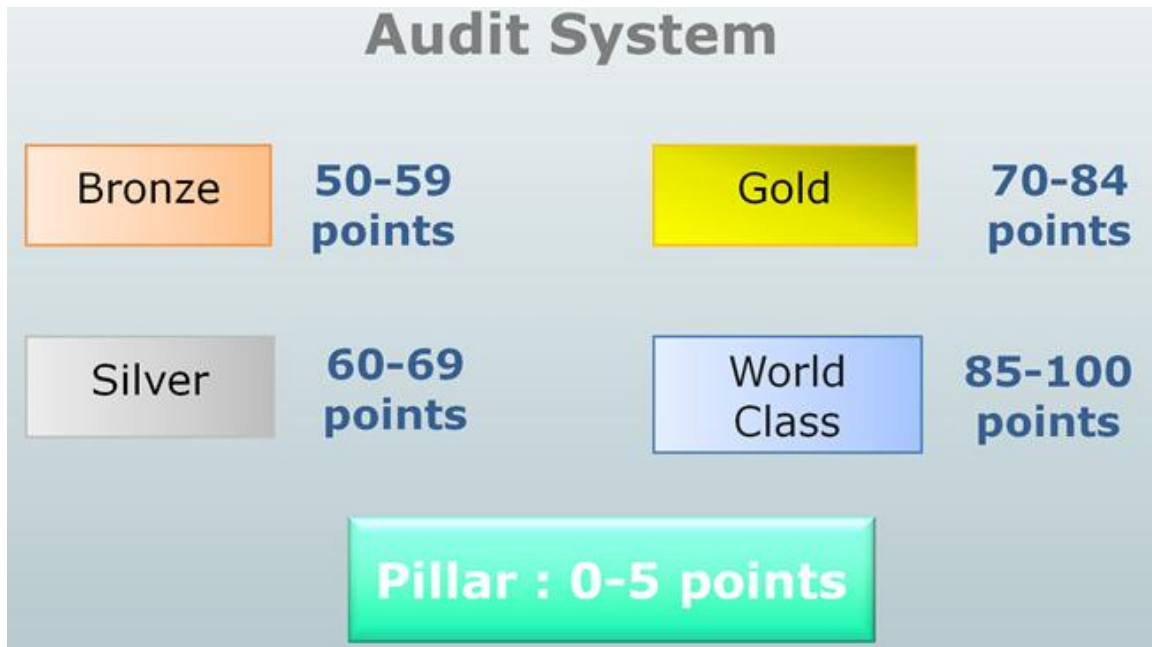 Audit System
Bronze
50-59
points
Gold
70-84
points
Silver
60-69
points
World
Class
85-100
points
Pillar : 0-5 points